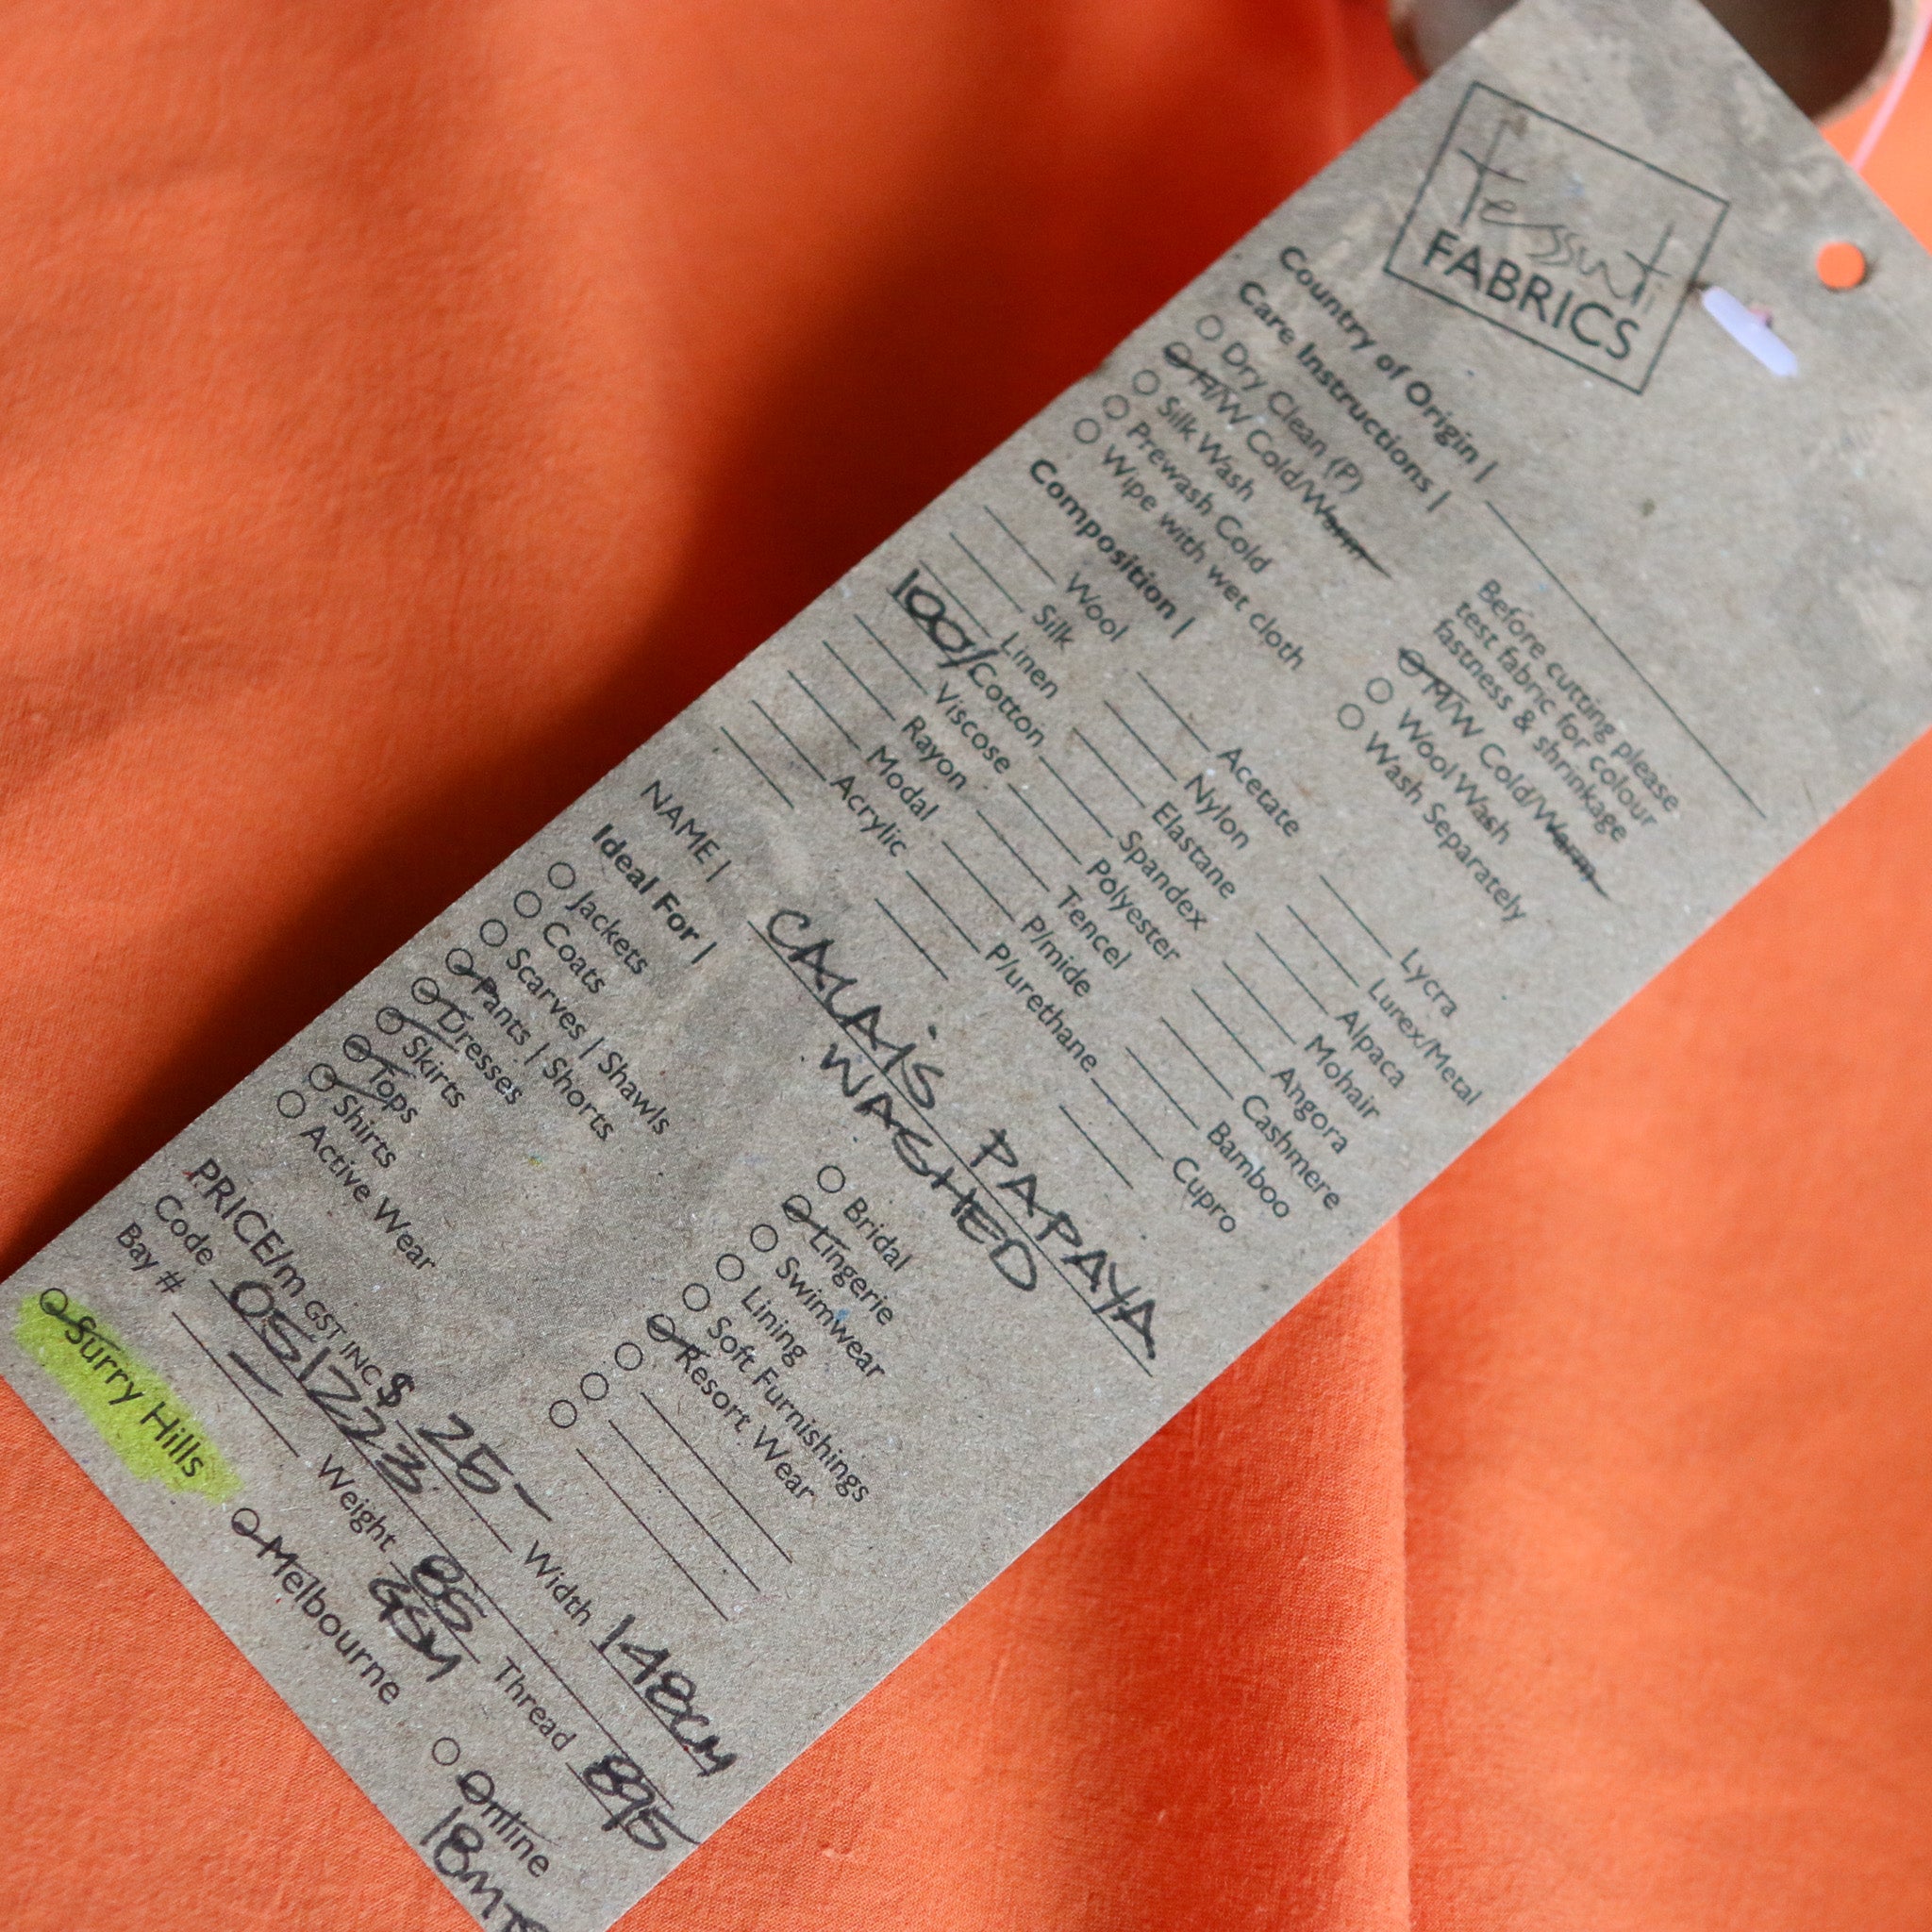 Tessuti
FABRICS
Country of Origin |
Care Instructions |
Dry Clean (P)
H/W Cold/Warm
Silk Wash
Prewash Cold
Wipe with wet cloth
Before cutting please
test fabric for colour
fastness & shrinkage
M/W Cold/Warm
Wool Wash
Wash Separately
Composition |
Wool
Silk
Linen
100% Cotton
Viscose
Rayon
Modal
Acrylic
Acetate
Nylon
Elastane
Spandex
Polyester
Tencel
P/mide
P/urethane
Lycra
Lurex/Metal
Alpaca
Mohair
Angora
Cashmere
Bamboo
Cupro
NAME | CALAIS PAPAYA
WASHED
Ideal For |
Jackets
Coats
Scarves | Shawls
Pants | Shorts
Dresses
Skirts
Tops
Shirts
Active Wear
Bridal
Lingerie
Swimwear
Lining
Soft Furnishings
Resort Wear
PRICE/m GST INC $ 25- Width 148cm
Code 051223 Thread 895
Bay # — Weight 85
GSM
Surry Hills Melbourne Online
18MTS